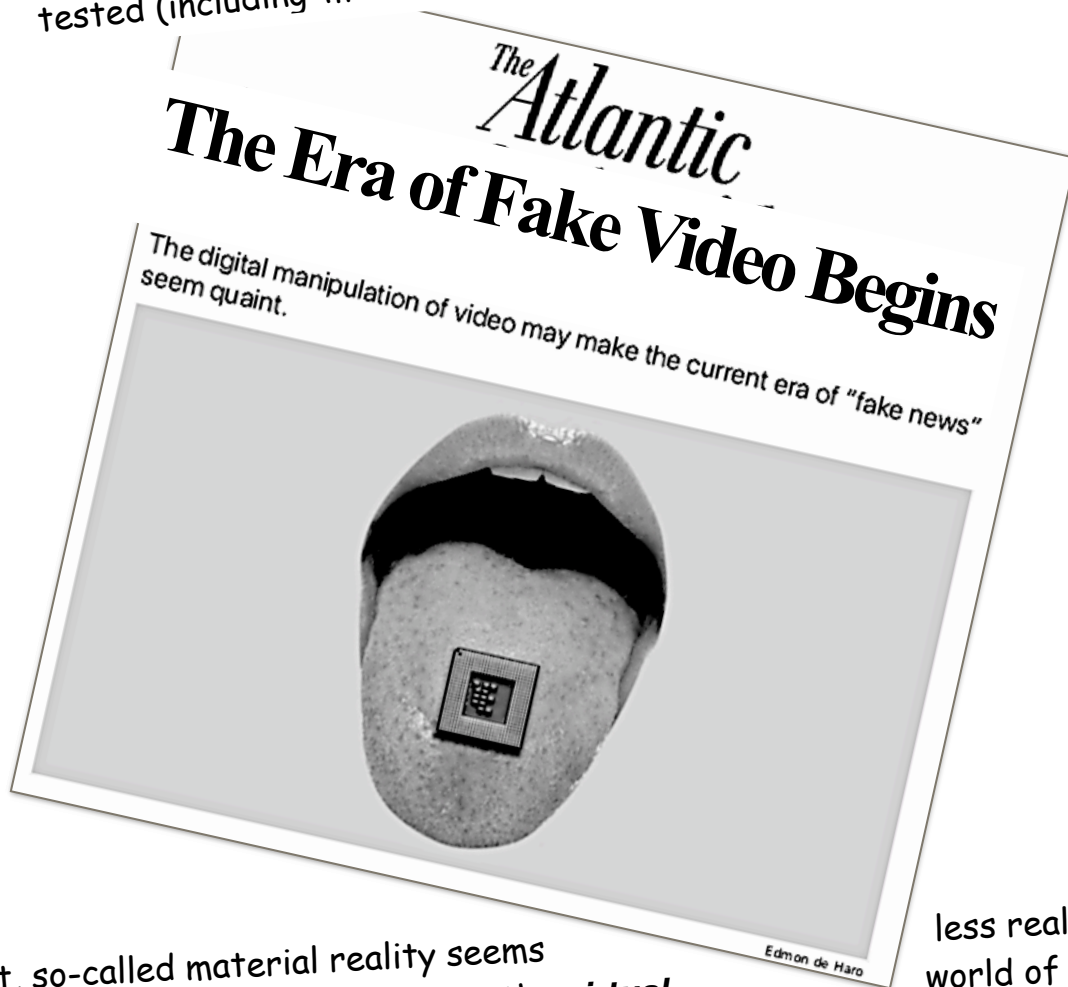 tested (including
The
Atlantic
The Era of Fake Video Begins
The digital manipulation of video may make the current era of “fake news”
seem quaint.
Edmon de Haro
less real
so-called material reality seems
world of